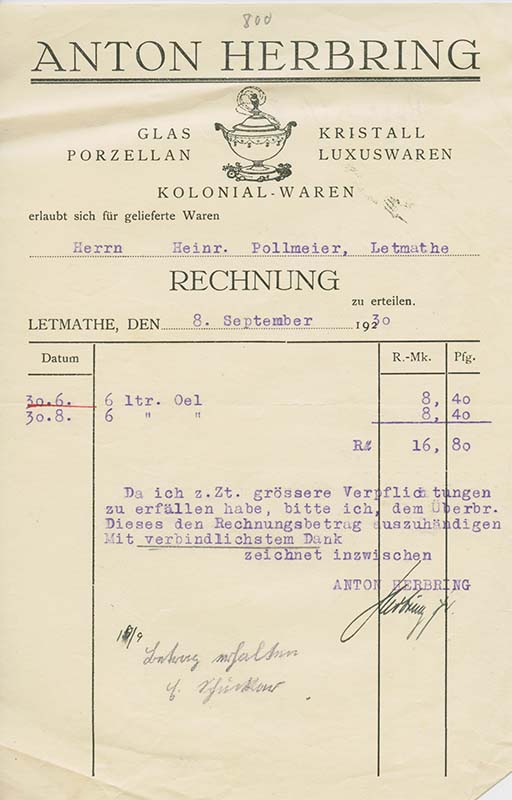 800
ANTON HERBRING
GLAS KRISTALL
PORZELLAN LUXUSWAREN
KOLONIAL-WAREN
erlaubt sich für gelieferte Waren
Herrn Heinr. Pollmeier, Letmathe
RECHNUNG
zu erteilen.
LETMATHE, DEN 8. September 1930
Datum R.-Mk. Pfg.
30.6. 6 ltr. Oel 8, 40
30.8. 6 " " 8, 40
RM 16, 80
Da ich z.Zt. grössere Verpflichtungen
zu erfällen habe, bitte ich, dem Überbr.
Dieses den Rechnungsbetrag auszuhändigen
Mit verbindlichstem Dank
zeichnet inzwischen
ANTON HERBRING
Herbring
Betrag erhalten